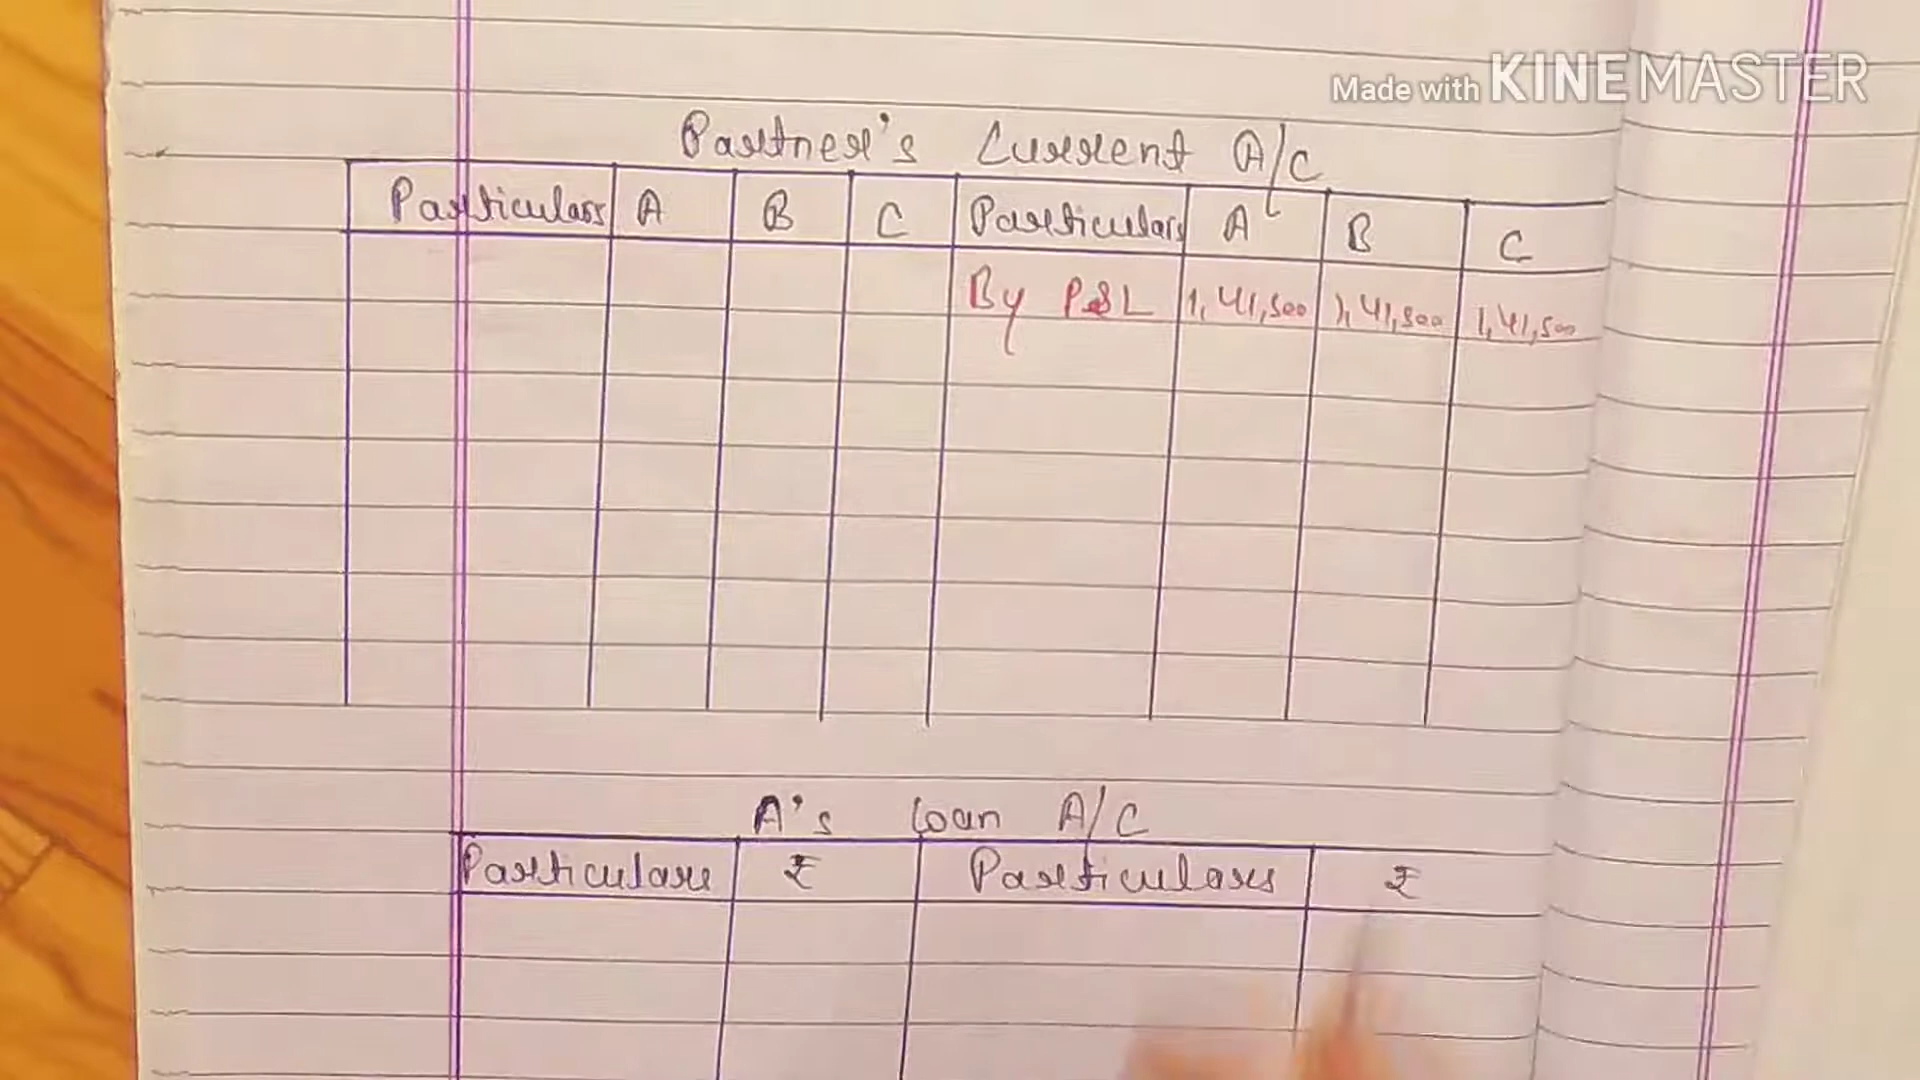 Made with KINEMASTER
Partner's Current A/C
Particulars A B C Particulars A B C
By P&L 1,41,500 1,41,500 1,41,500
A's Loan A/C
Particulars ₹ Particulars ₹